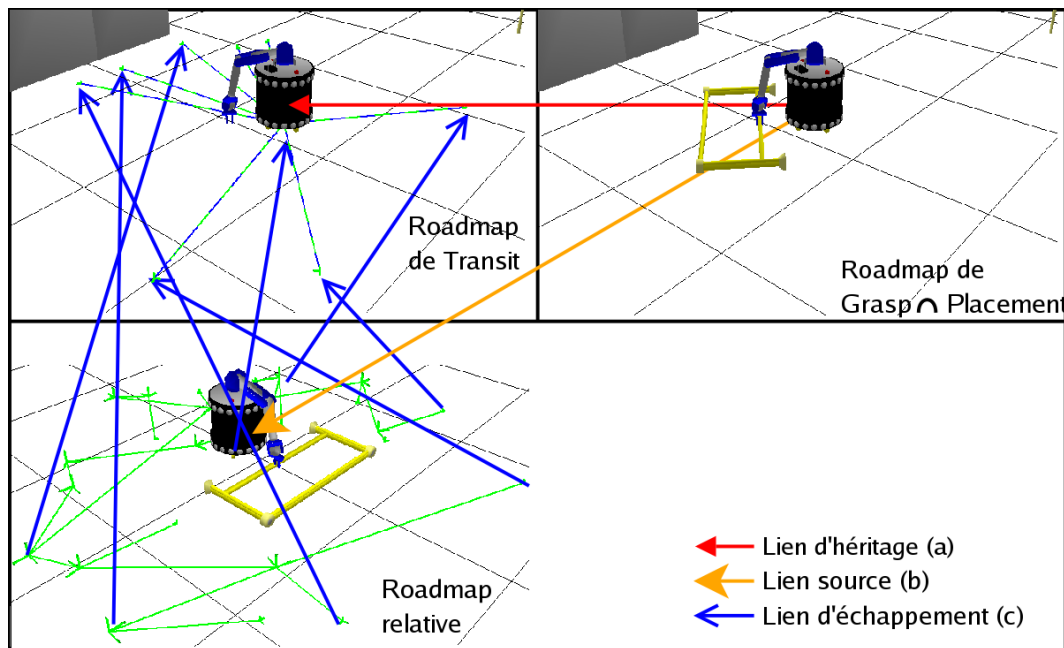 Roadmap
de Transit
Roadmap de
Grasp ∩ Placement
Roadmap
relative
Lien d'héritage (a)
Lien source (b)
Lien d'échappement (c)